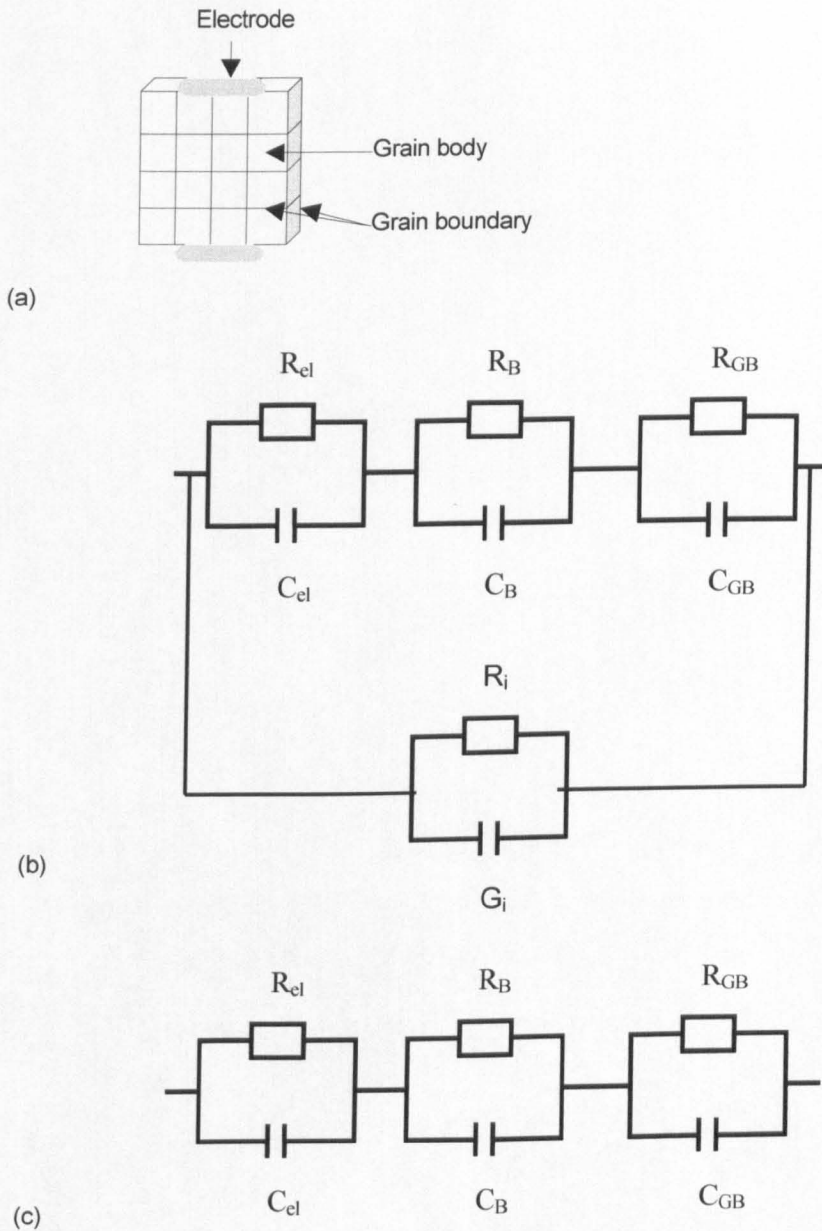 Electrode
Grain body
Grain boundary
(a)
R_el R_B R_GB
C_el C_B C_GB
R_i
G_i
(b)
R_el R_B R_GB
C_el C_B C_GB
(c)